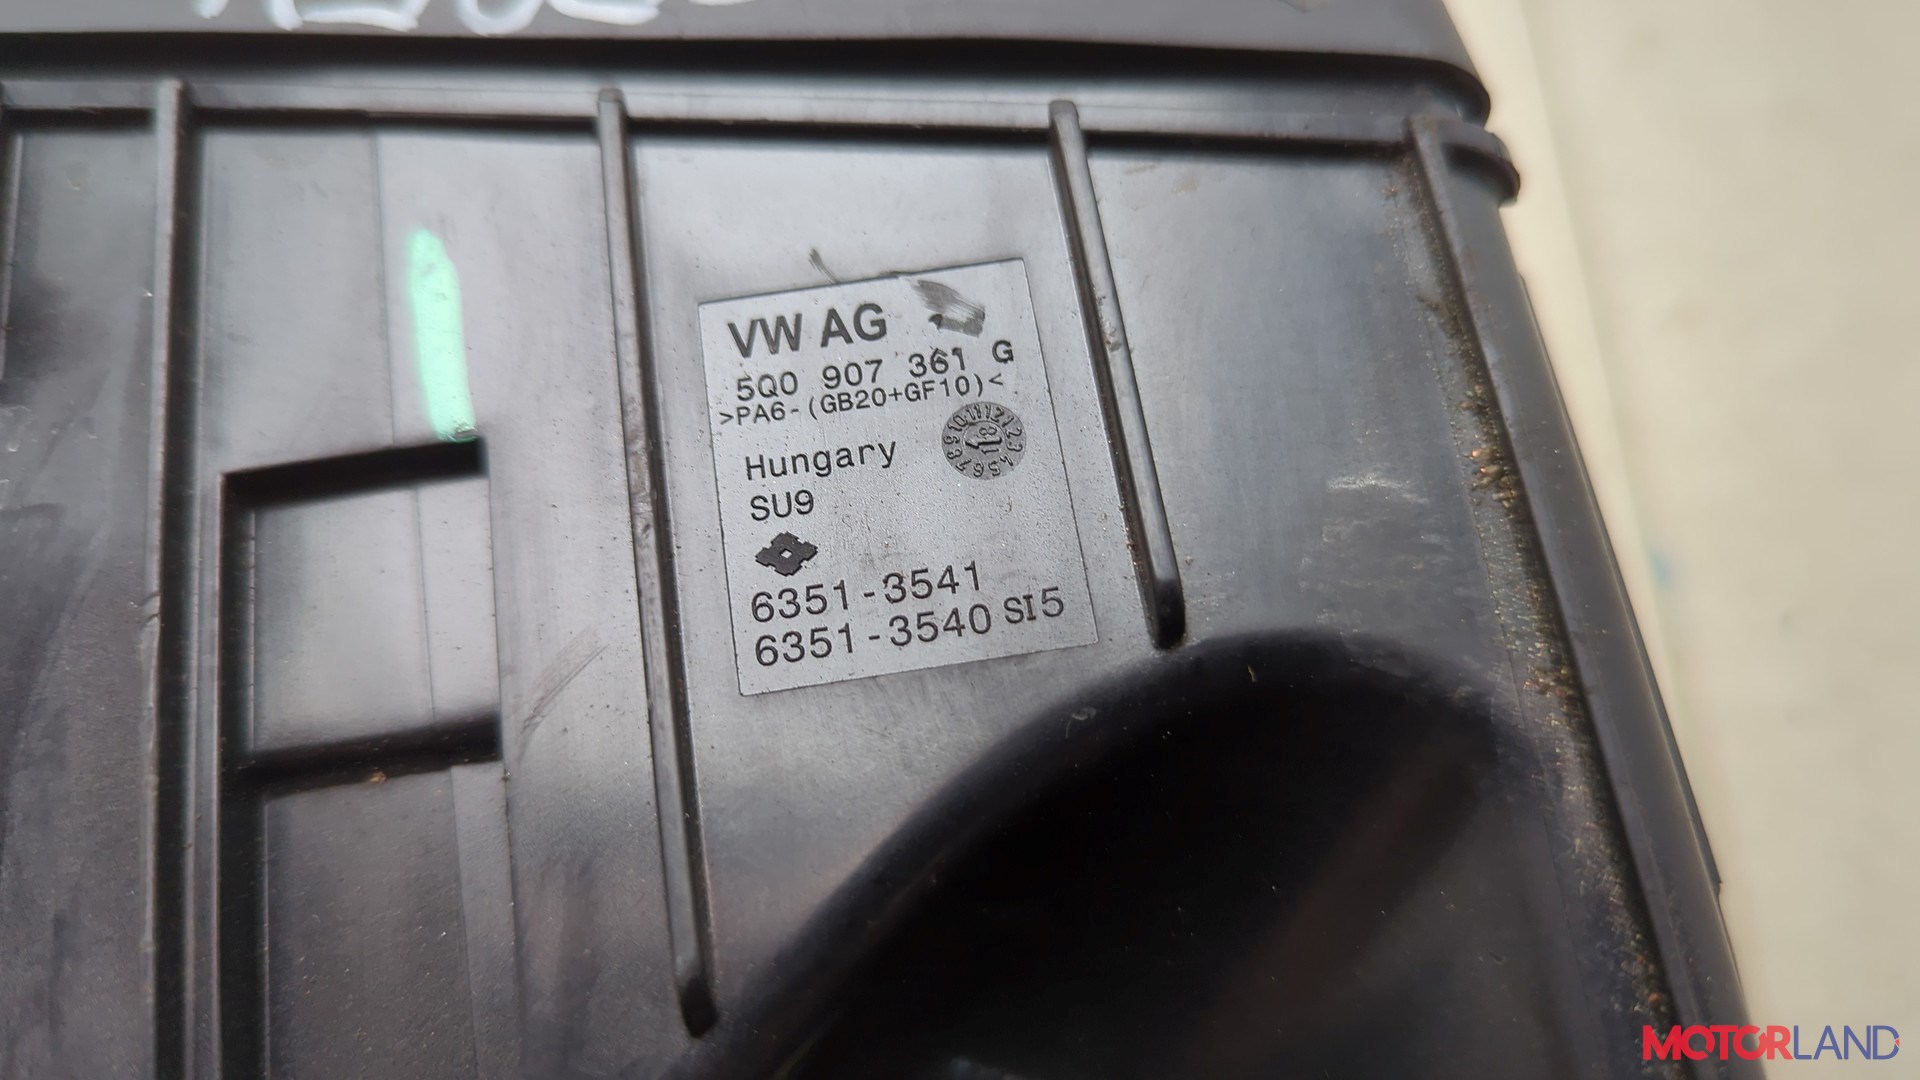 VW AG
5Q0 907 361 G
>PA6-(GB20+GF10)<
Hungary
SU9
6351-3541
6351-3540 SI5
MOTORLAND